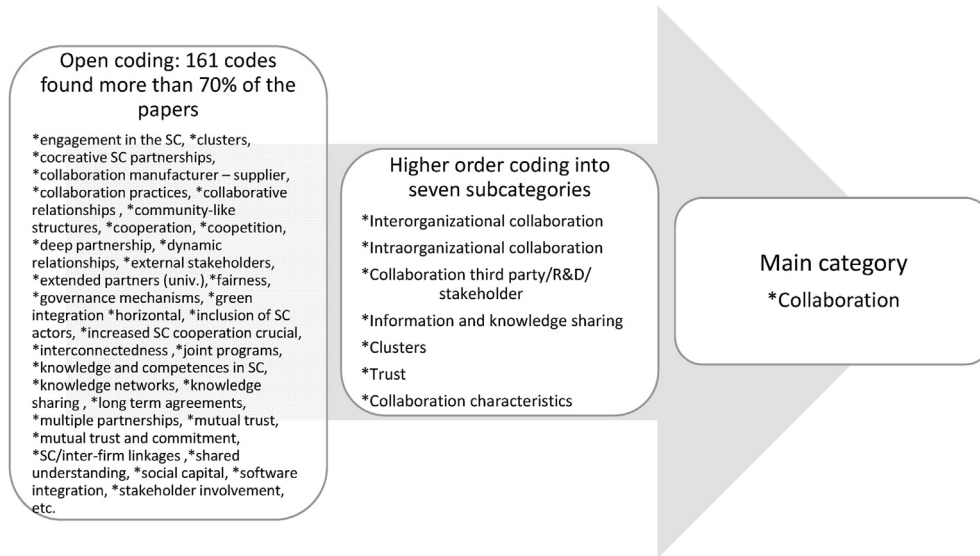 Open coding: 161 codes
found more than 70% of the
papers
*engagement in the SC, *clusters,
*cocreative SC partnerships,
*collaboration manufacturer – supplier,
*collaboration practices, *collaborative
relationships , *community-like
structures, *cooperation, *coopetition,
*deep partnership, *dynamic
relationships, *external stakeholders,
*extended partners (univ.),*fairness,
*governance mechanisms, *green
integration *horizontal, *inclusion of SC
actors, *increased SC cooperation crucial,
*interconnectedness ,*joint programs,
*knowledge and competences in SC,
*knowledge networks, *knowledge
sharing , *long term agreements,
*multiple partnerships, *mutual trust,
*mutual trust and commitment,
*SC/inter-firm linkages ,*shared
understanding, *social capital, *software
integration, *stakeholder involvement,
etc.
Higher order coding into
seven subcategories
*Interorganizational collaboration
*Intraorganizational collaboration
*Collaboration third party/R&D/
stakeholder
*Information and knowledge sharing
*Clusters
*Trust
*Collaboration characteristics
Main category
*Collaboration